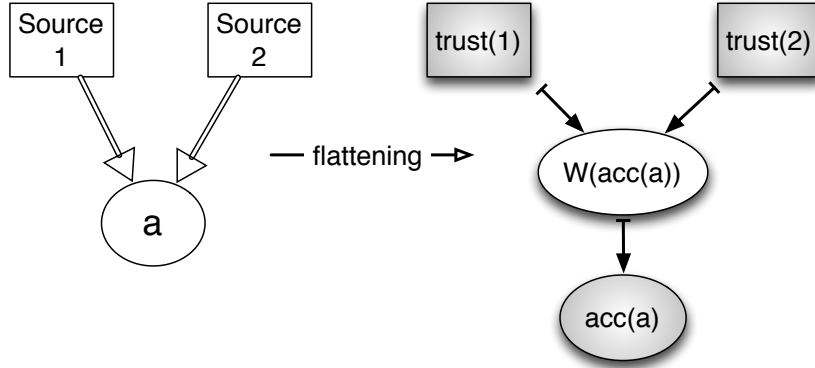 Source
1
Source
2
a
flattening
trust(1)
trust(2)
W(acc(a))
acc(a)